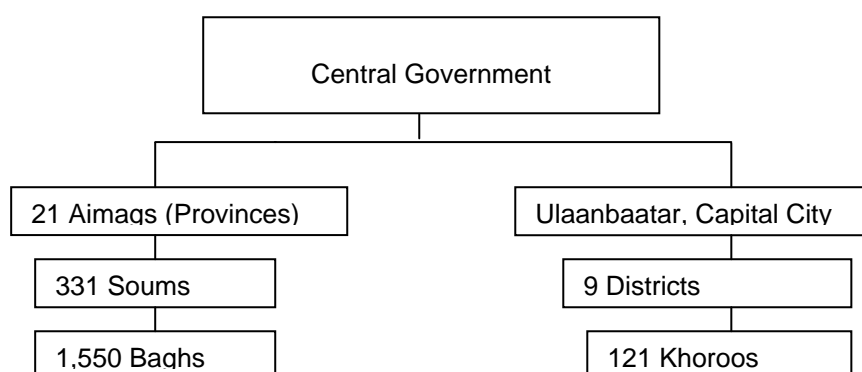 Central Government
21 Aimags (Provinces)
Ulaanbaatar, Capital City
331 Soums
9 Districts
1,550 Baghs
121 Khoroos